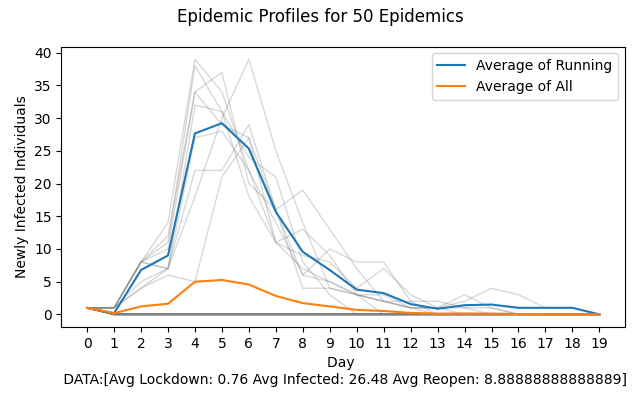 Epidemic Profiles for 50 Epidemics
Newly Infected Individuals
40
35
30
25
20
15
10
5
0
Average of Running
Average of All
0 1 2 3 4 5 6 7 8 9 10 11 12 13 14 15 16 17 18 19
Day
DATA:[Avg Lockdown: 0.76 Avg Infected: 26.48 Avg Reopen: 8.88888888888889]